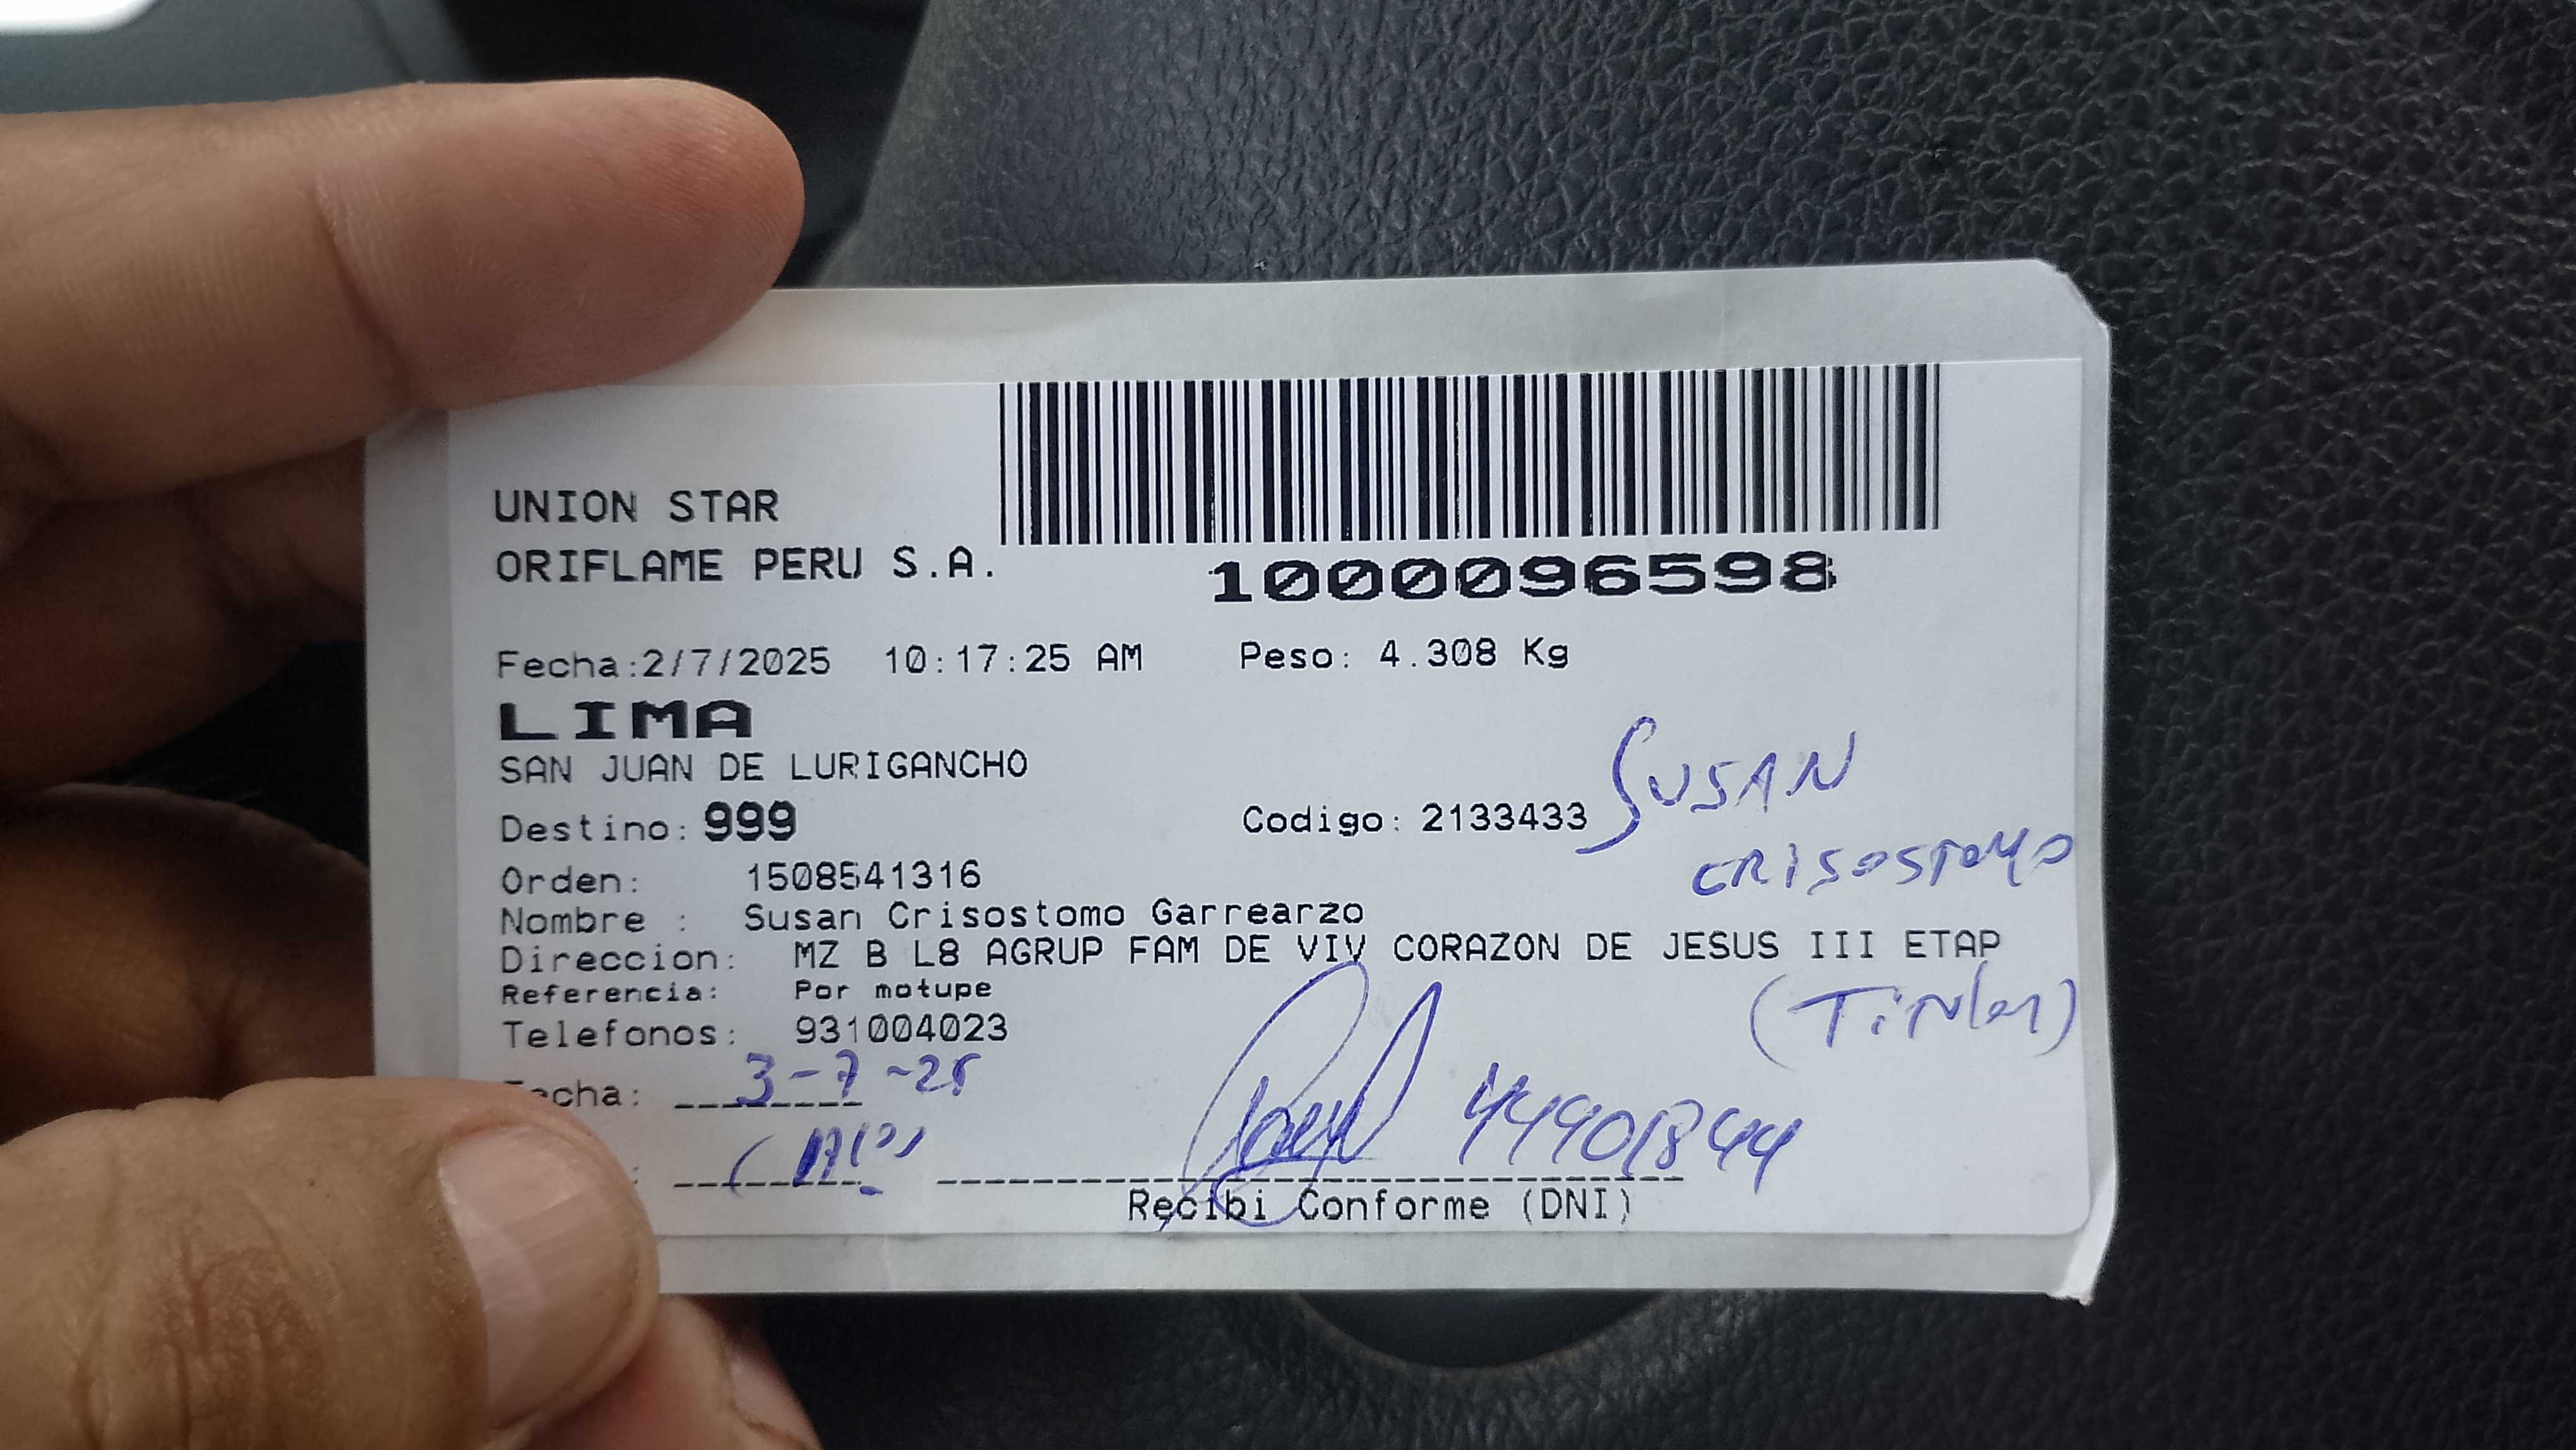 UNION STAR
ORIFLAME PERU S.A.
1000096598
Fecha:2/7/2025 10:17:25 AM Peso: 4.308 Kg
LIMA
SAN JUAN DE LURIGANCHO
Destino: 999 Codigo: 2133433
SUSAN
CRISOSTOMO
Orden: 1508541316
Nombre : Susan Crisostomo Garrearzo
Direccion: MZ B L8 AGRUP FAM DE VIV CORAZON DE JESUS III ETAP
Referencia: Por motupe
Telefonos: 931004023
echa: 3-7-25
44901844
Recibi Conforme (DNI)